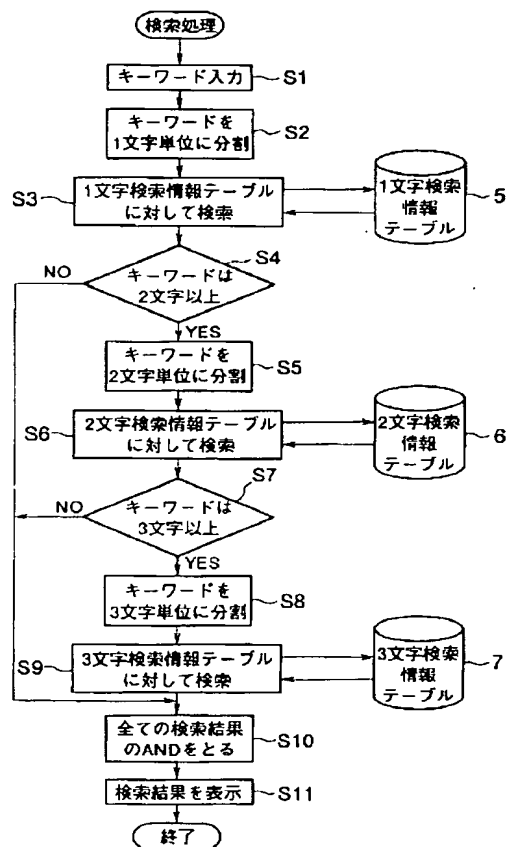 検索処理
キーワード入力
S1
キーワードを
1文字単位に分割
S2
S3
1文字検索情報テーブル
に対して検索
1文字検索
情報
テーブル
5
S4
NO
キーワードは
2文字以上
YES
キーワードを
2文字単位に分割
S5
S6
2文字検索情報テーブル
に対して検索
2文字検索
情報
テーブル
6
S7
NO
キーワードは
3文字以上
YES
キーワードを
3文字単位に分割
S8
S9
3文字検索情報テーブル
に対して検索
3文字検索
情報
テーブル
7
全ての検索結果
のANDをとる
S10
検索結果を表示
S11
終了